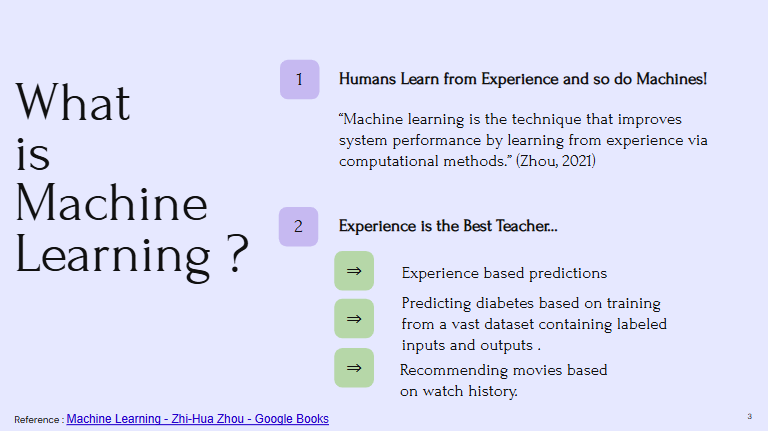 What
is
Machine
Learning ?
1
Humans Learn from Experience and so do Machines!
“Machine learning is the technique that improves
system performance by learning from experience via
computational methods.” (Zhou, 2021)
2
Experience is the Best Teacher...
⇒ Experience based predictions
⇒ Predicting diabetes based on training
from a vast dataset containing labeled
inputs and outputs .
⇒ Recommending movies based
on watch history.
Reference : Machine Learning - Zhi-Hua Zhou - Google Books
3